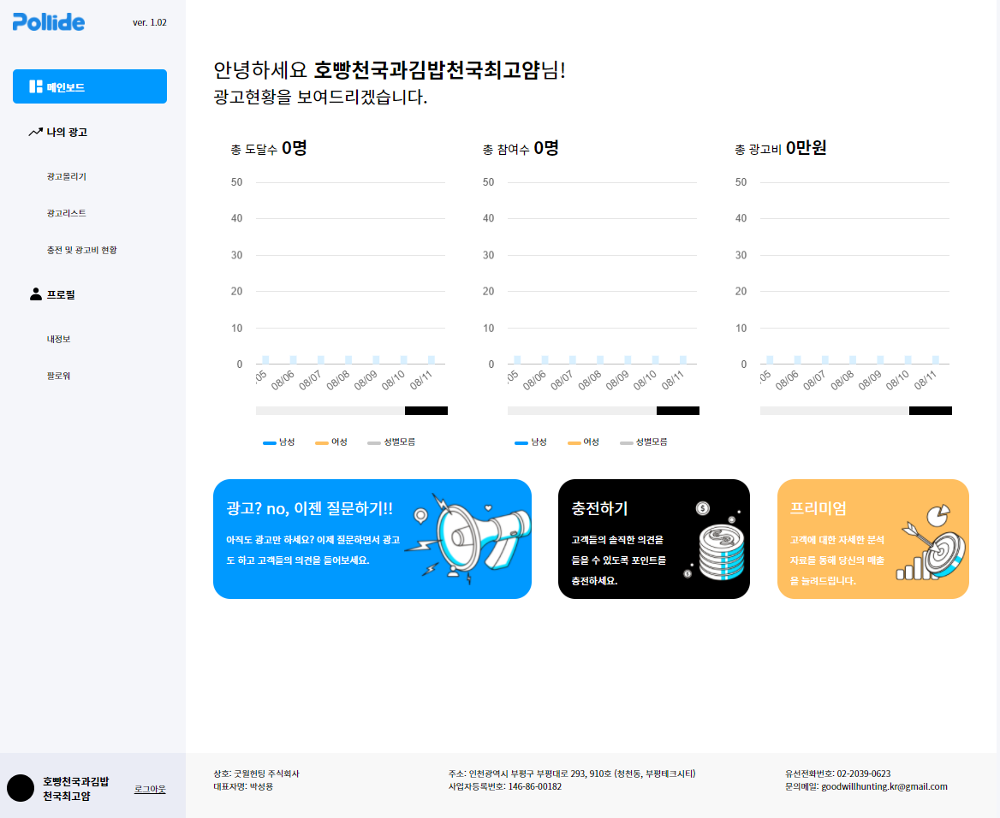 Pollide
ver. 1.02
메인보드
나의 광고
광고올리기
광고리스트
충전 및 광고비 현황
프로필
내정보
팔로워
호빵천국과김밥
천국최고얌
로그아웃
안녕하세요 호빵천국과김밥천국최고얌님!
광고현황을 보여드리겠습니다.
총 도달수 0명
50
40
30
20
10
0
05 08/06 08/07 08/08 08/09 08/10 08/11
남성 여성 성별모름
총 참여수 0명
50
40
30
20
10
0
05 08/06 08/07 08/08 08/09 08/10 08/11
남성 여성 성별모름
총 광고비 0만원
50
40
30
20
10
0
05 08/06 08/07 08/08 08/09 08/10 08/11
광고? no, 이젠 질문하기!!
아직도 광고만 하세요? 이제 질문하면서 광고
도 하고 고객들의 의견을 들어보세요.
충전하기
고객들의 솔직한 의견을
들을 수 있도록 포인트를
충전하세요.
프리미엄
고객에 대한 자세한 분석
자료를 통해 당신의 매출
을 늘려드립니다.
상호: 굿윌헌팅 주식회사
대표자명: 박성용
주소: 인천광역시 부평구 부평대로 293, 910호 (청천동, 부평테크시티)
사업자등록번호: 146-86-00182
유선전화번호: 02-2039-0623
문의메일: goodwillhunting.kr@gmail.com